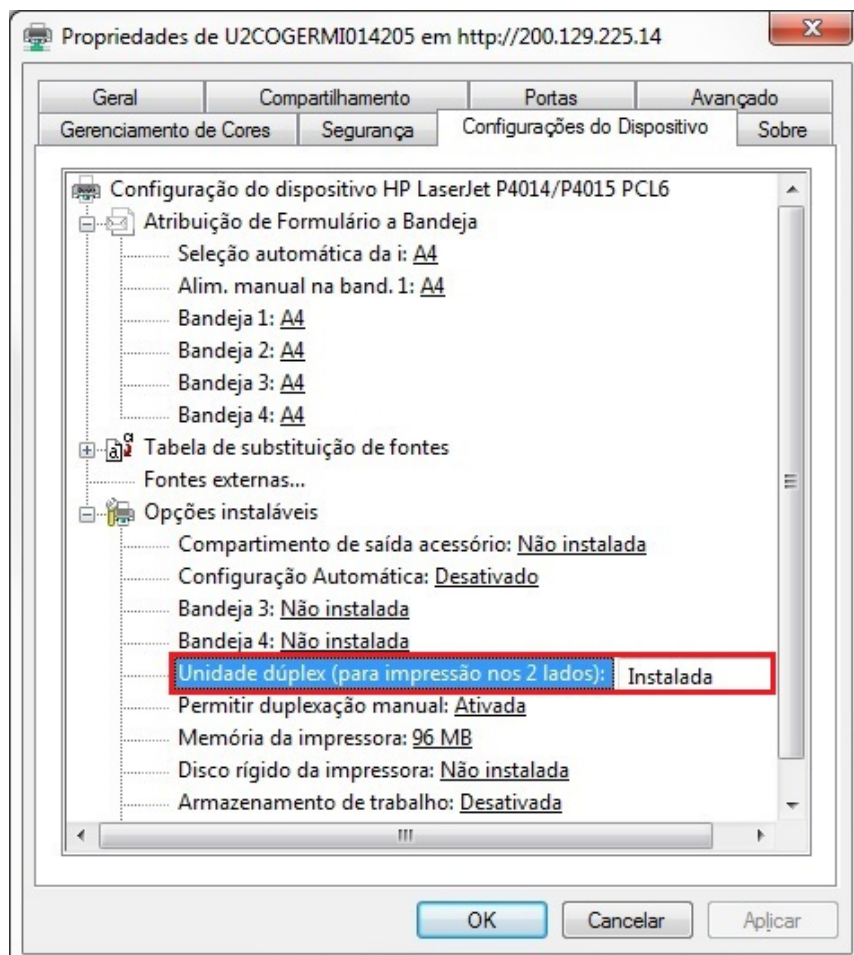 Propriedades de U2COGERMI014205 em http://200.129.225.14
Geral Compartilhamento Portas Avançado
Gerenciamento de Cores Segurança Configurações do Dispositivo Sobre
Configuração do dispositivo HP LaserJet P4014/P4015 PCL6
Atribuição de Formulário a Bandeja
Seleção automática da i: A4
Alim. manual na band. 1: A4
Bandeja 1: A4
Bandeja 2: A4
Bandeja 3: A4
Bandeja 4: A4
Tabela de substituição de fontes
Fontes externas...
Opções instaláveis
Compartimento de saída acessório: Não instalada
Configuração Automática: Desativado
Bandeja 3: Não instalada
Bandeja 4: Não instalada
Unidade dúplex (para impressão nos 2 lados): Instalada
Permitir duplexação manual: Ativada
Memória da impressora: 96 MB
Disco rígido da impressora: Não instalada
Armazenamento de trabalho: Desativada
OK Cancelar Aplicar